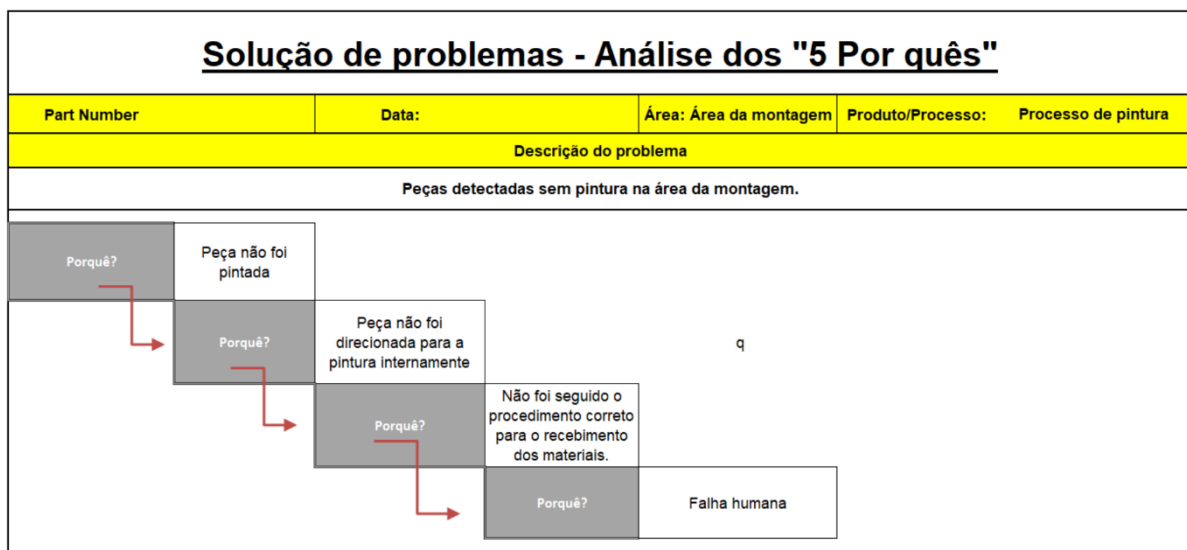 Solução de problemas - Análise dos "5 Por quês"
Part Number Data: Área: Área da montagem Produto/Processo: Processo de pintura
Descrição do problema
Peças detectadas sem pintura na área da montagem.
Porquê?
Peça não foi
pintada
Porquê?
Peça não foi
direcionada para a
pintura internamente
q
Porquê?
Não foi seguido o
procedimento correto
para o recebimento
dos materiais.
Porquê?
Falha humana